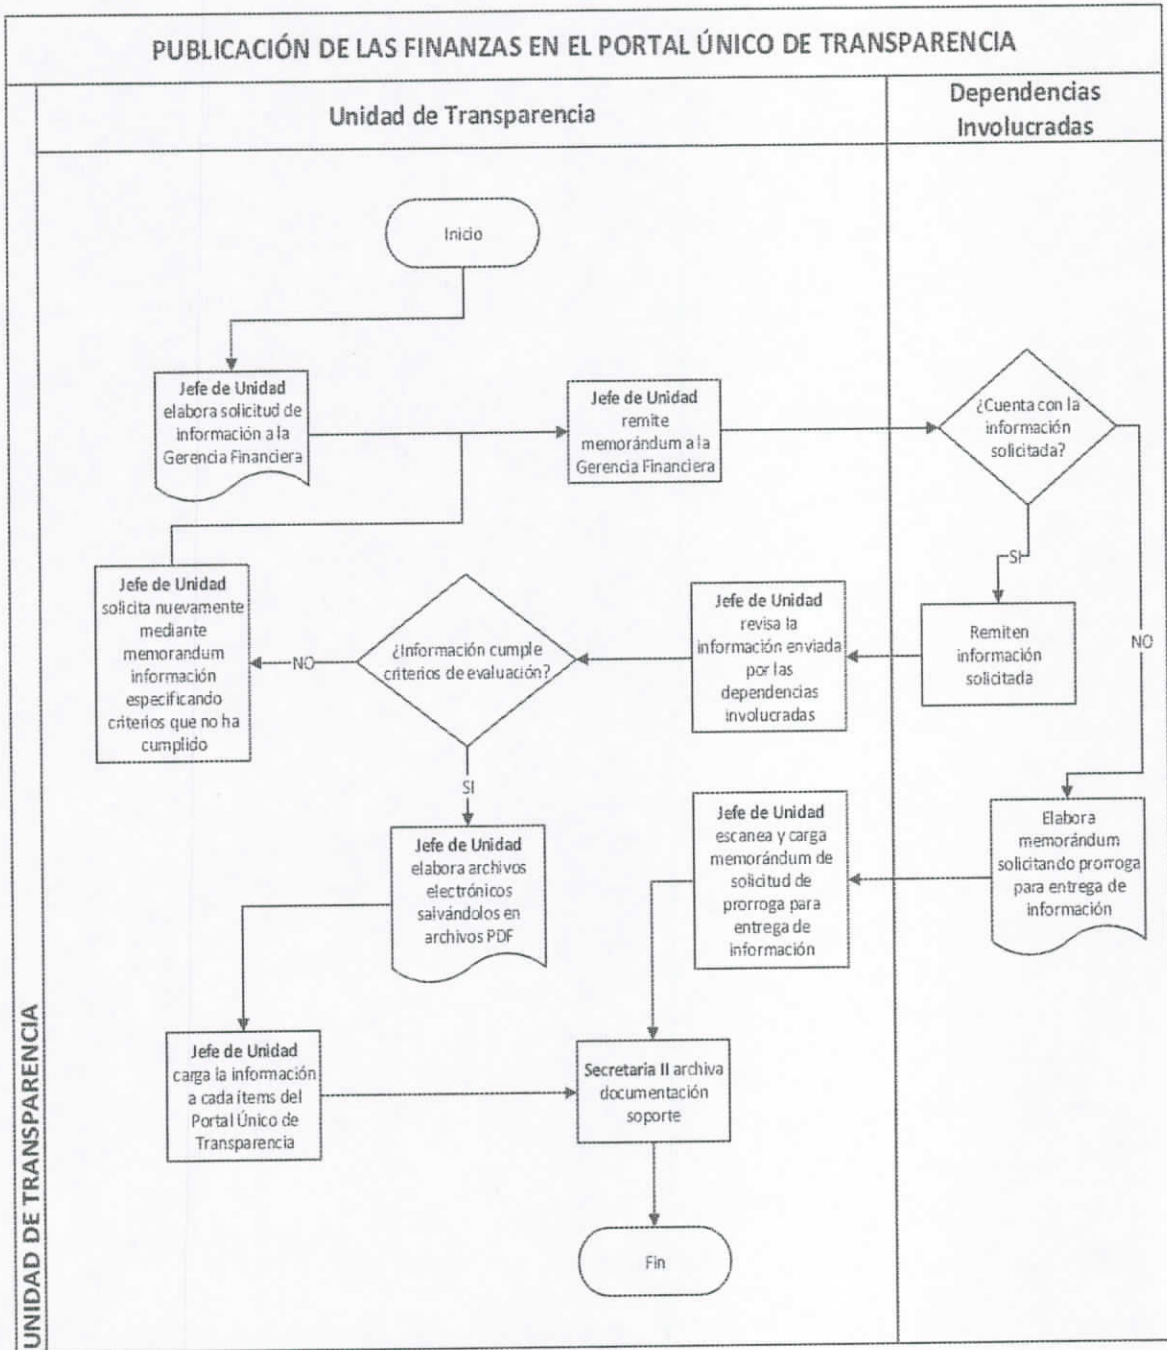 PUBLICACIÓN DE LAS FINANZAS EN EL PORTAL ÚNICO DE TRANSPARENCIA
Unidad de Transparencia
Dependencias
Involucradas
Inicio
Jefe de Unidad
elabora solicitud de
información a la
Gerencia Financiera
Jefe de Unidad
remite
memorándum a la
Gerencia Financiera
¿Cuenta con la
información
solicitada?
SI
NO
Remiten
información
solicitada
Jefe de Unidad
revisa la
información enviada
por las
dependencias
involucradas
¿Información cumple
criterios de evaluación?
NO
Jefe de Unidad
solicita nuevamente
mediante
memorandum
información
especificando
criterios que no ha
cumplido
SI
Jefe de Unidad
elabora archivos
electrónicos
salvándolos en
archivos PDF
Jefe de Unidad
escanea y carga
memorándum de
solicitud de
prorroga para
entrega de
información
Elabora
memorándum
solicitando prorroga
para entrega de
información
Jefe de Unidad
carga la información
a cada ítems del
Portal Único de
Transparencia
Secretaria II archiva
documentación
soporte
Fin
UNIDAD DE TRANSPARENCIA